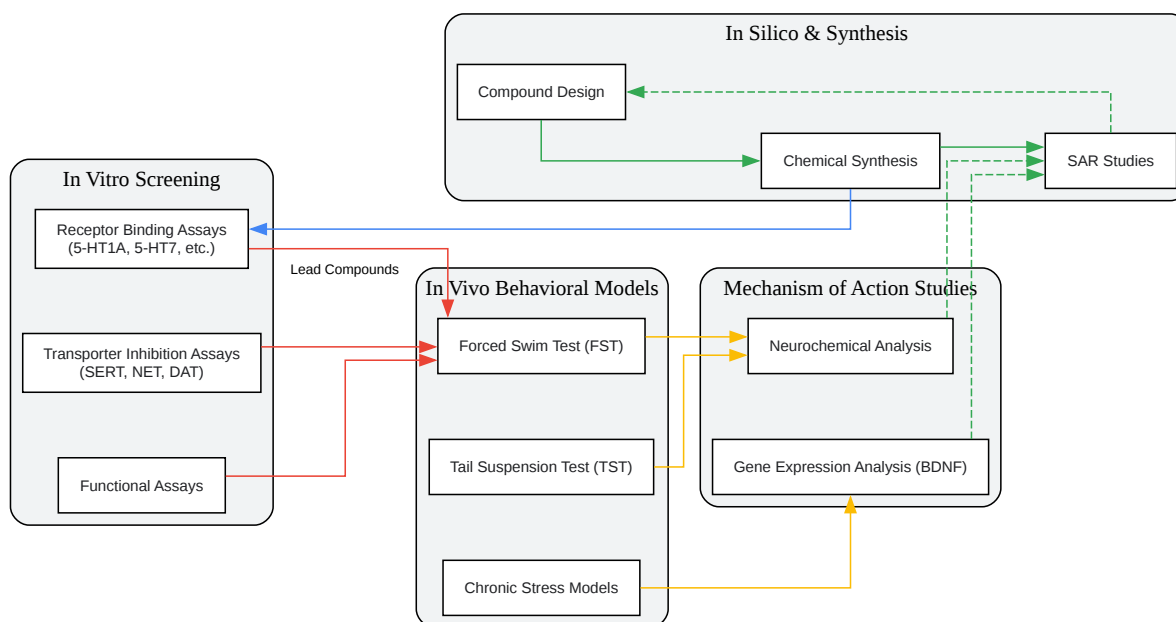 In Silico & Synthesis
Compound Design
Chemical Synthesis
SAR Studies
In Vitro Screening
Receptor Binding Assays
(5-HT1A, 5-HT7, etc.)
Lead Compounds
Transporter Inhibition Assays
(SERT, NET, DAT)
Functional Assays
In Vivo Behavioral Models
Forced Swim Test (FST)
Tail Suspension Test (TST)
Chronic Stress Models
Mechanism of Action Studies
Neurochemical Analysis
Gene Expression Analysis (BDNF)